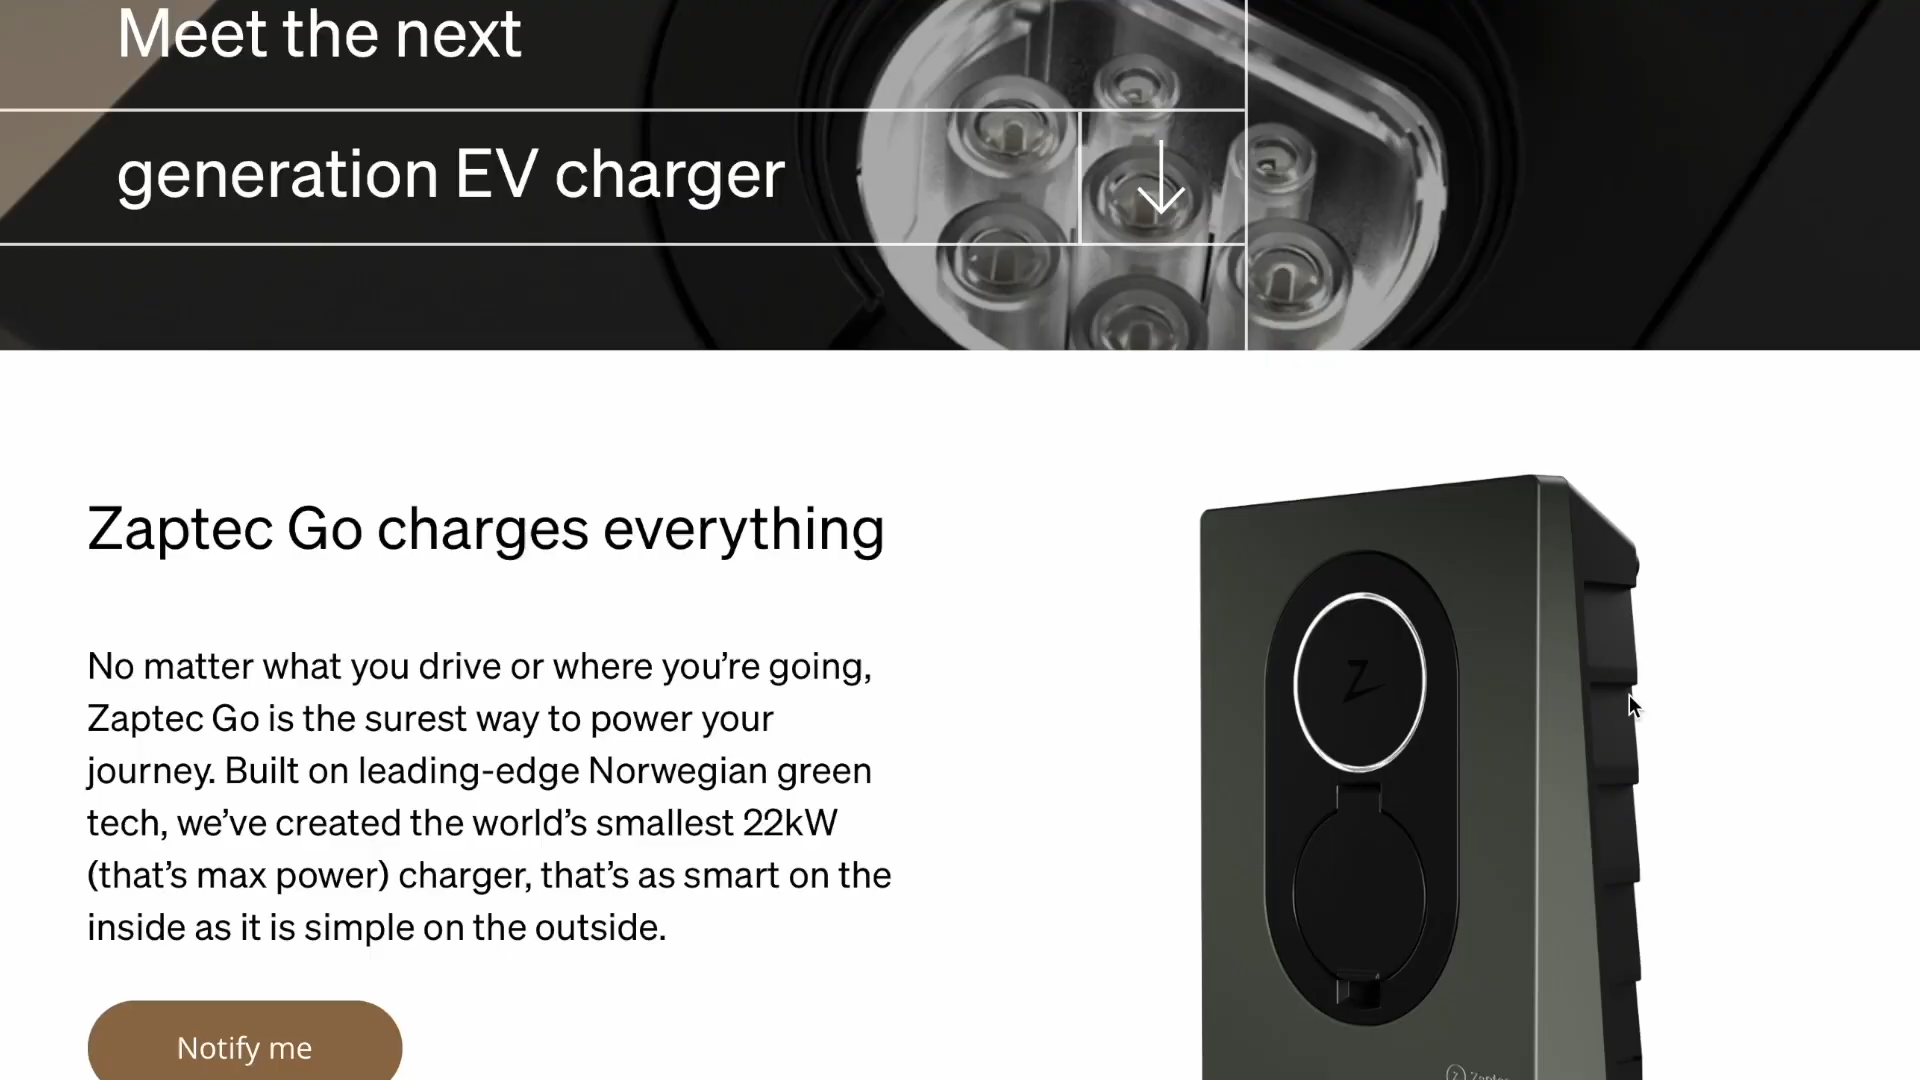 Meet the next
generation EV charger
Zaptec Go charges everything
No matter what you drive or where you’re going,
Zaptec Go is the surest way to power your
journey. Built on leading-edge Norwegian green
tech, we’ve created the world’s smallest 22kW
(that’s max power) charger, that’s as smart on the
inside as it is simple on the outside.
Notify me